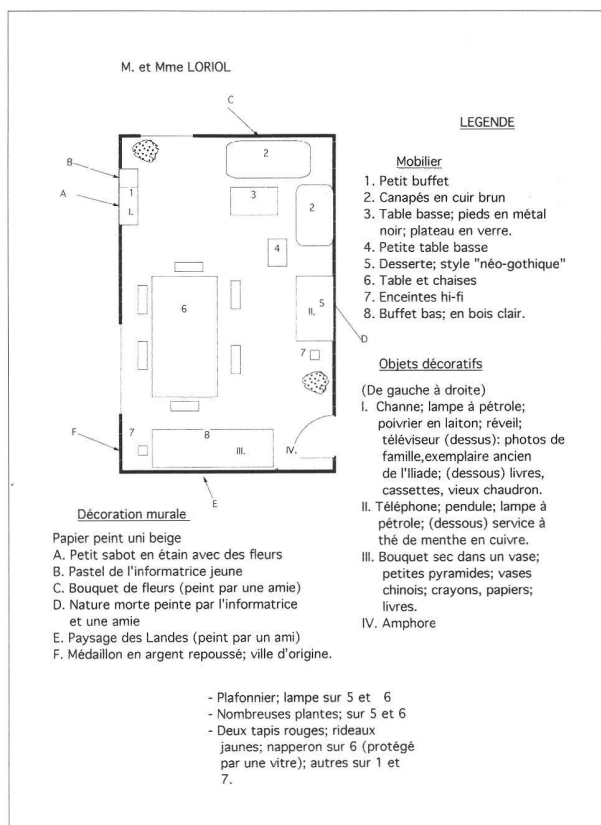 M. et Mme LORIOL
C
B
A
1
I.
2
3
2
4
5
II.
6
D
7
F
7
8
III.
IV.
E
LEGENDE
Mobilier
1. Petit buffet
2. Canapés en cuir brun
3. Table basse; pieds en métal
noir; plateau en verre.
4. Petite table basse
5. Desserte; style "néo-gothique"
6. Table et chaises
7. Enceintes hi-fi
8. Buffet bas; en bois clair.
Objets décoratifs
(De gauche à droite)
I. Channe; lampe à pétrole;
poivrier en laiton; réveil;
téléviseur (dessus): photos de
famille,exemplaire ancien
de l'Iliade; (dessous) livres,
cassettes, vieux chaudron.
II. Téléphone; pendule; lampe à
pétrole; (dessous) service à
thé de menthe en cuivre.
III. Bouquet sec dans un vase;
petites pyramides; vases
chinois; crayons, papiers;
livres.
IV. Amphore
Décoration murale
Papier peint uni beige
A. Petit sabot en étain avec des fleurs
B. Pastel de l'informatrice jeune
C. Bouquet de fleurs (peint par une amie)
D. Nature morte peinte par l'informatrice
et une amie
E. Paysage des Landes (peint par un ami)
F. Médaillon en argent repoussé; ville d'origine.
- Plafonnier; lampe sur 5 et 6
- Nombreuses plantes; sur 5 et 6
- Deux tapis rouges; rideaux
jaunes; napperon sur 6 (protégé
par une vitre); autres sur 1 et
7.